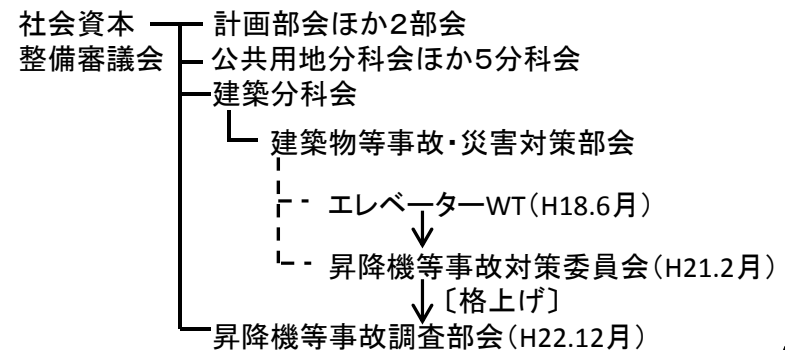 社会資本
整備審議会
計画部会ほか2部会
公共用地分科会ほか5分科会
建築分科会
建築物等事故・災害対策部会
エレベーターWT(H18.6月)
昇降機等事故対策委員会(H21.2月)
〔格上げ〕
昇降機等事故調査部会(H22.12月)